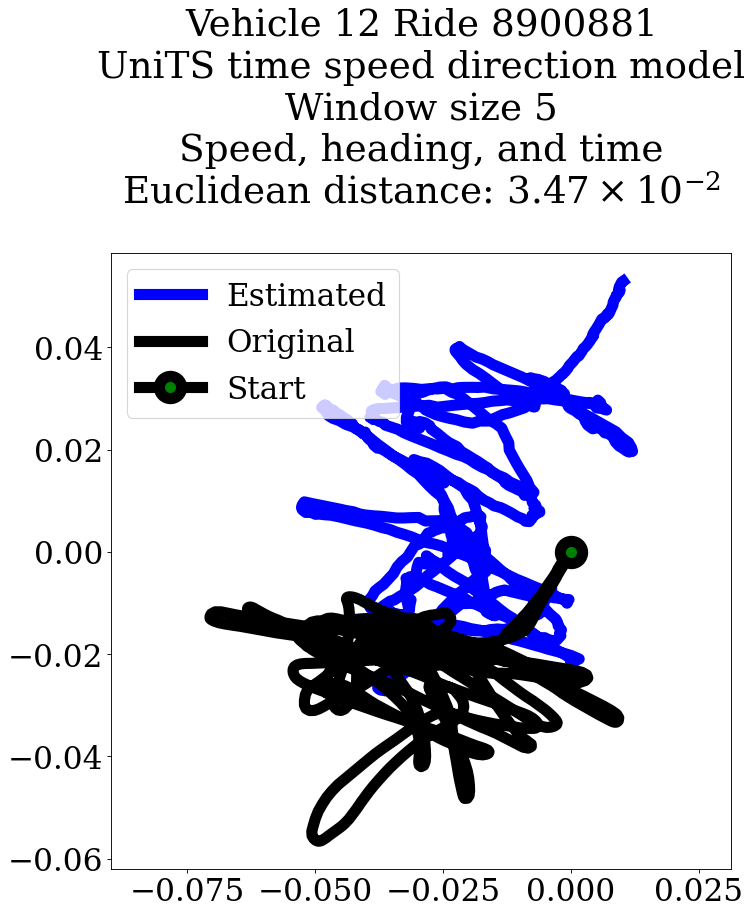 Vehicle 12 Ride 8900881
UniTS time speed direction model
Window size 5
Speed, heading, and time
Euclidean distance: 3.47 × 10⁻²
Estimated
Original
Start
0.04
0.02
0.00
−0.02
−0.04
−0.06
−0.075 −0.050 −0.025 0.000 0.025